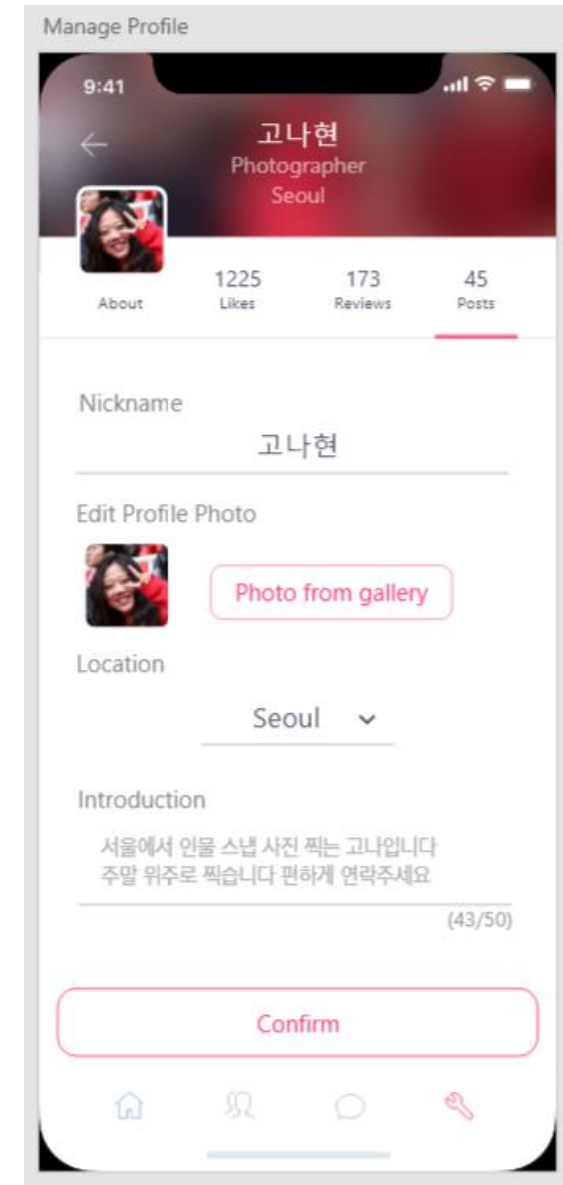 Manage Profile
9:41
고나현
Photographer
Seoul
About
1225
Likes
173
Reviews
45
Posts
Nickname
고나현
Edit Profile Photo
Photo from gallery
Location
Seoul
Introduction
서울에서 인물 스냅 사진 찍는 고나입니다
주말 위주로 찍습니다 편하게 연락주세요
(43/50)
Confirm